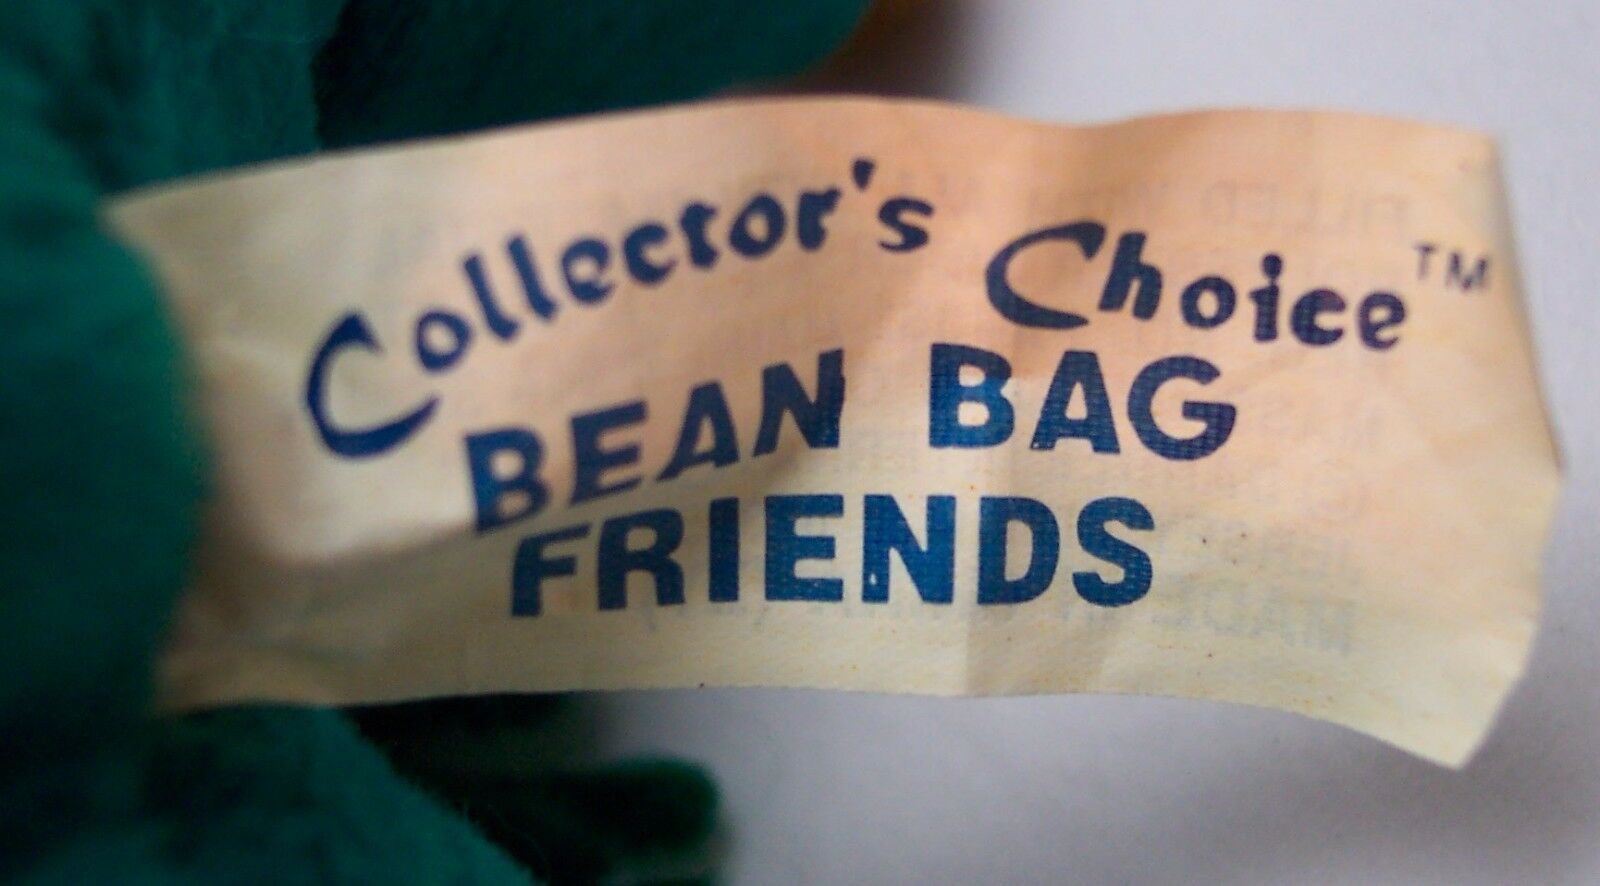 Collector's Choice™
BEAN BAG
FRIENDS